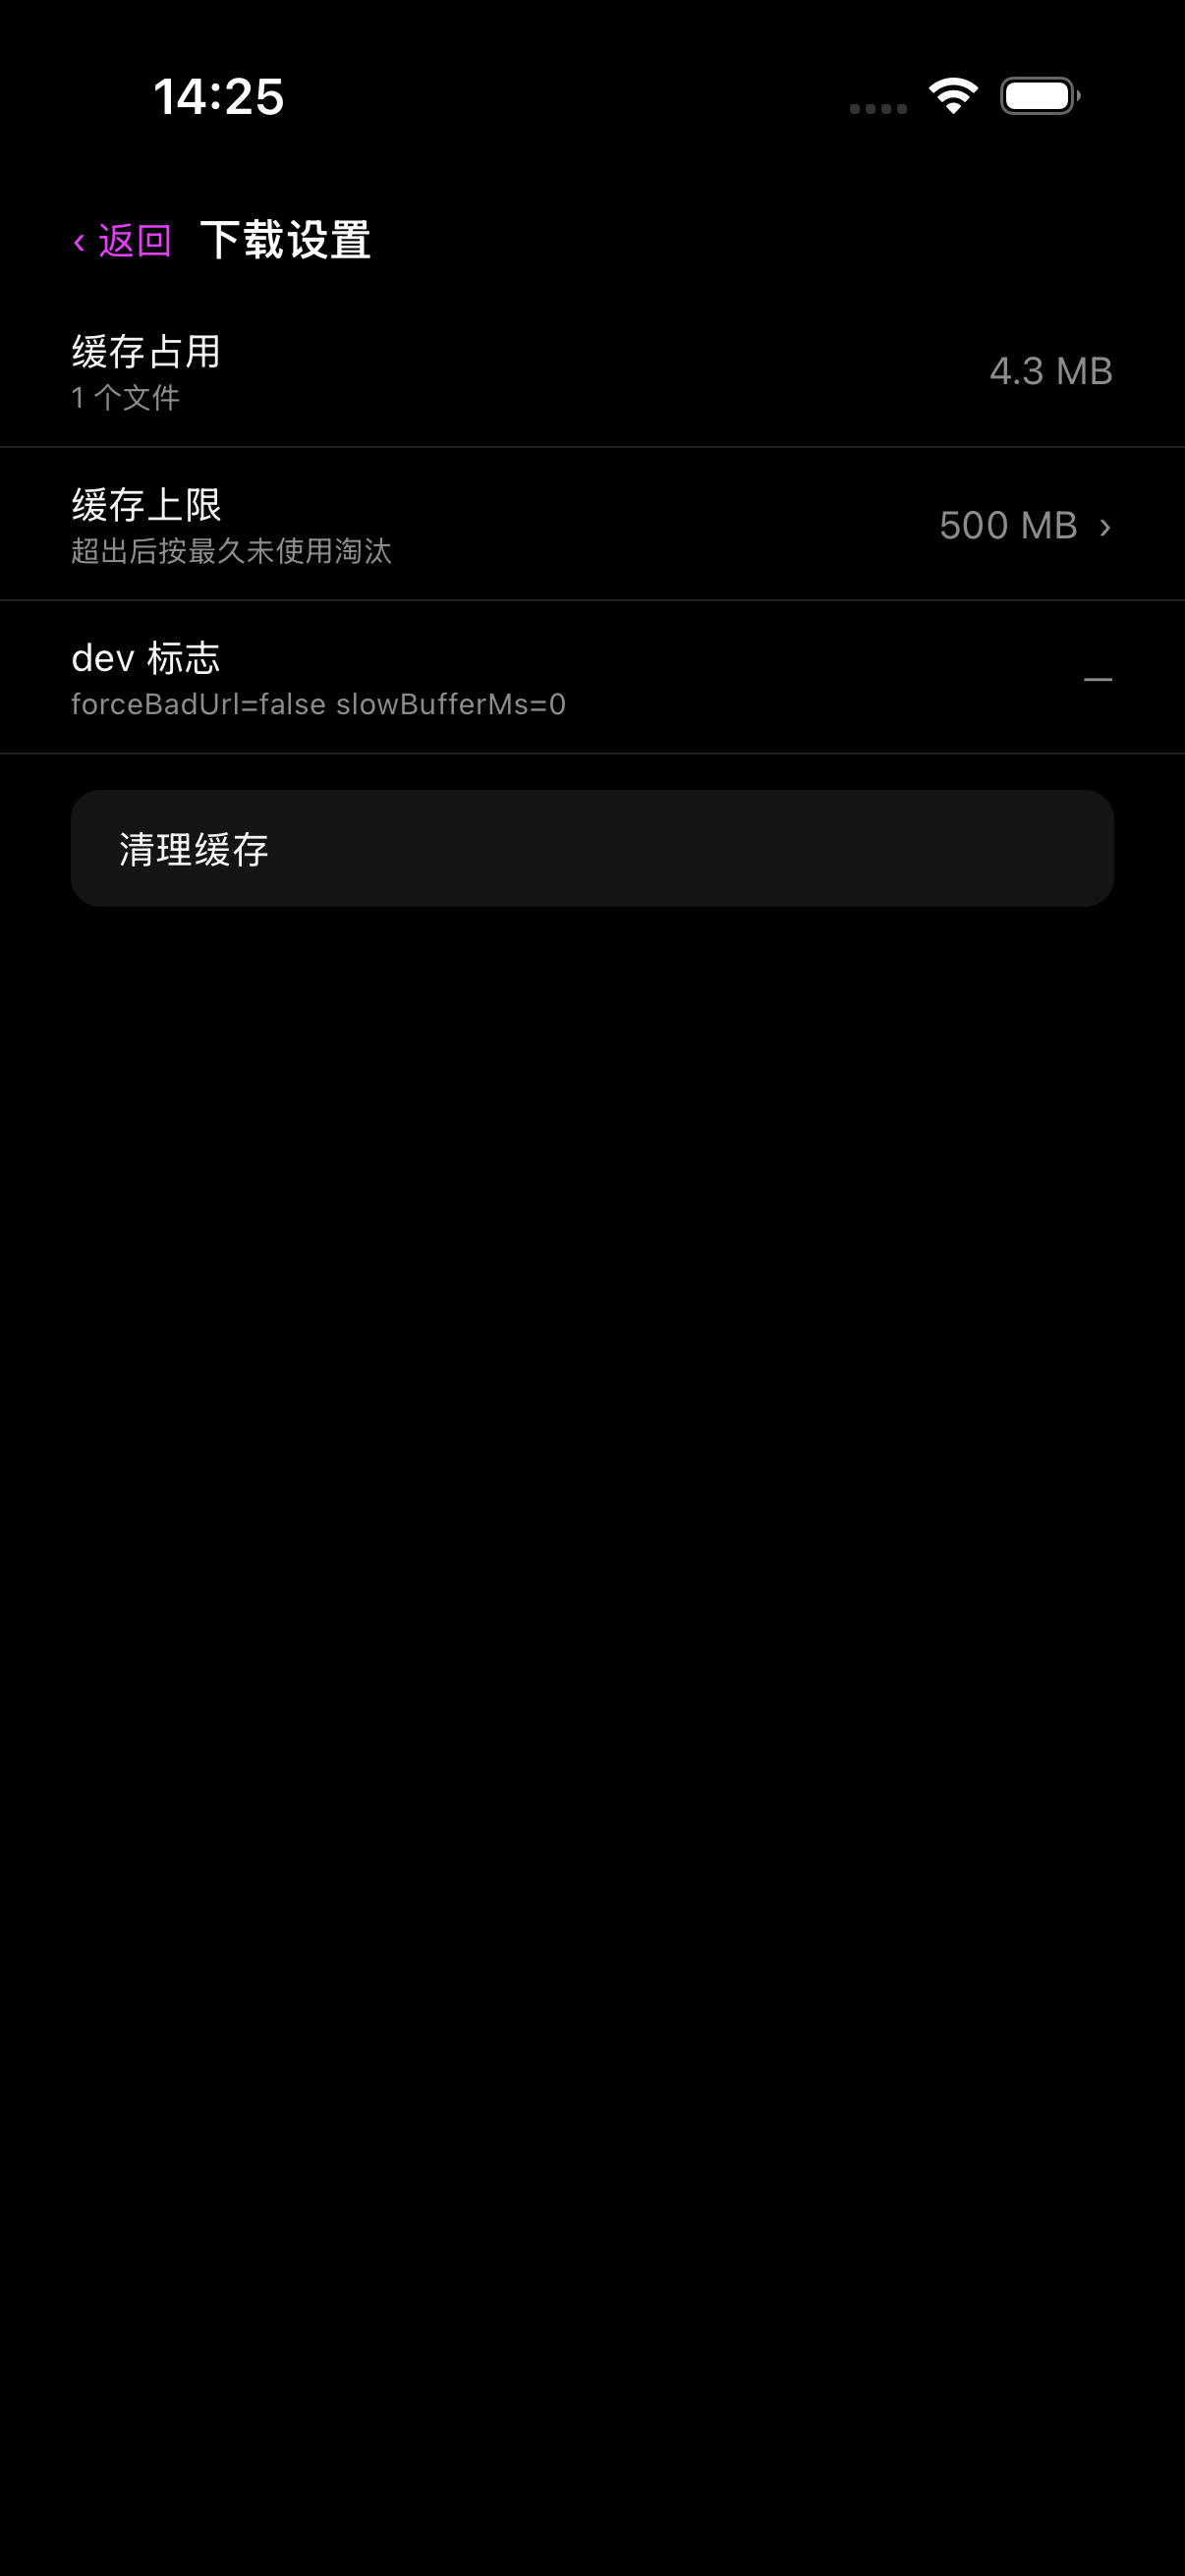 14:25
‹ 返回 下载设置
缓存占用
1 个文件
4.3 MB
缓存上限
超出后按最久未使用淘汰
500 MB ›
dev 标志
forceBadUrl=false slowBufferMs=0
—
清理缓存